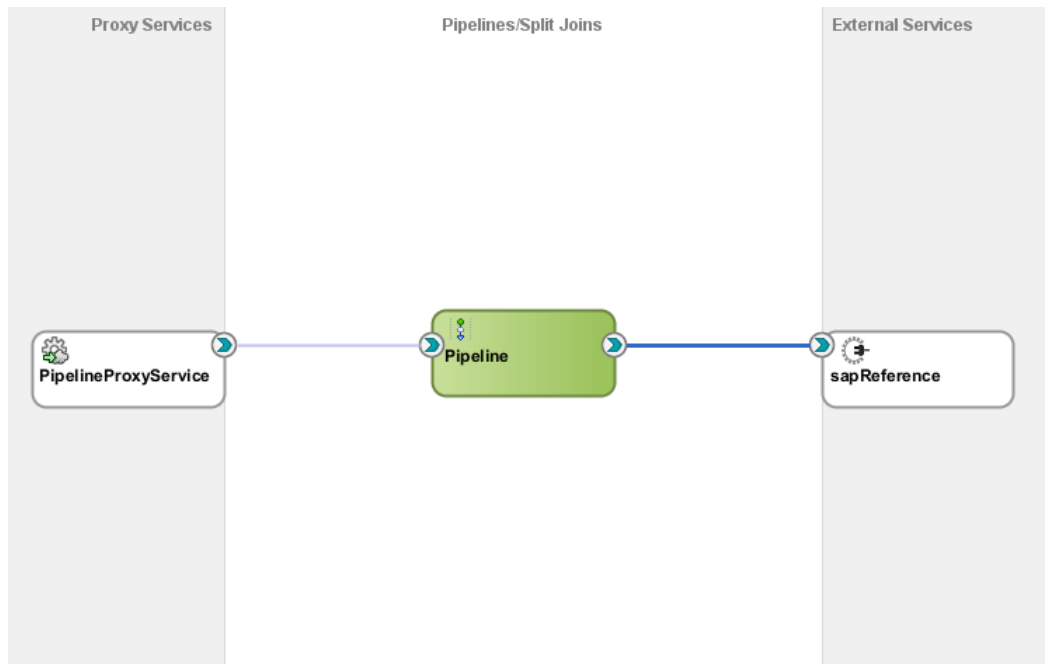 Proxy Services
Pipelines/Split Joins
External Services
PipelineProxyService
Pipeline
sapReference